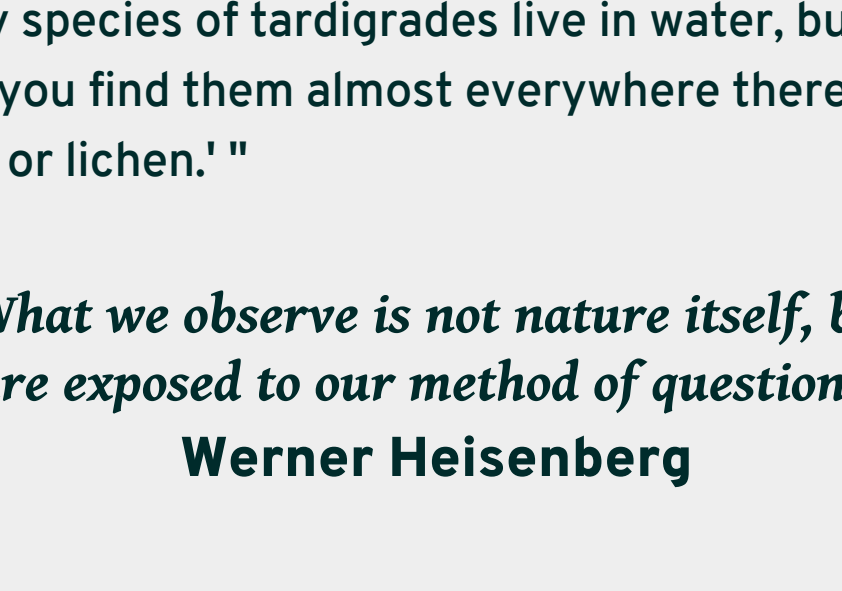 species of tardigrades live in water, bu
you find them almost everywhere there
or lichen.' "
What we observe is not nature itself, b
re exposed to our method of question
Werner Heisenberg